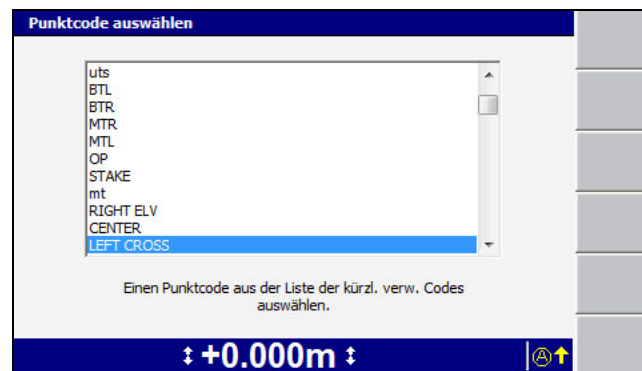 Punktcode auswählen
uts
BTL
BTR
MTR
MTL
OP
STAKE
mt
RIGHT ELV
CENTER
LEFT CROSS
Einen Punktcode aus der Liste der kürzl. verw. Codes
auswählen.
↕ +0.000m ↕
A